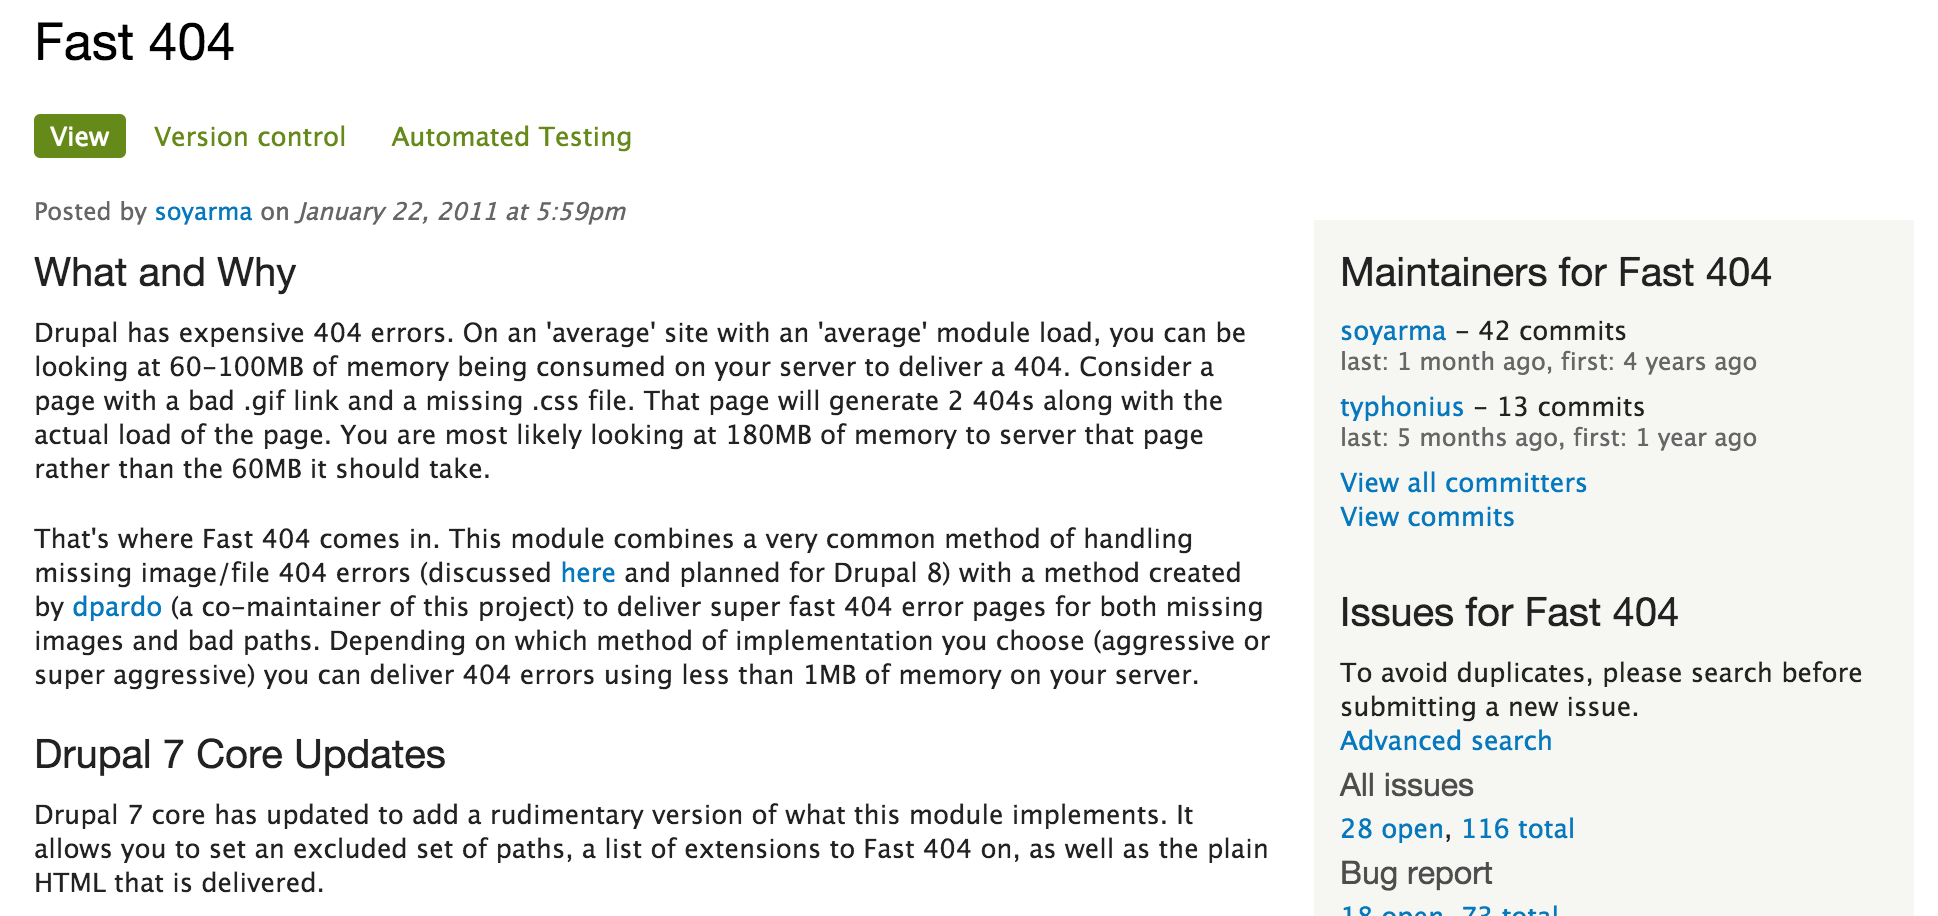 Fast 404
View Version control Automated Testing
Posted by soyarma on January 22, 2011 at 5:59pm
What and Why
Drupal has expensive 404 errors. On an 'average' site with an 'average' module load, you can be
looking at 60-100MB of memory being consumed on your server to deliver a 404. Consider a
page with a bad .gif link and a missing .css file. That page will generate 2 404s along with the
actual load of the page. You are most likely looking at 180MB of memory to server that page
rather than the 60MB it should take.
That's where Fast 404 comes in. This module combines a very common method of handling
missing image/file 404 errors (discussed here and planned for Drupal 8) with a method created
by dpardo (a co-maintainer of this project) to deliver super fast 404 error pages for both missing
images and bad paths. Depending on which method of implementation you choose (aggressive or
super aggressive) you can deliver 404 errors using less than 1MB of memory on your server.
Drupal 7 Core Updates
Drupal 7 core has updated to add a rudimentary version of what this module implements. It
allows you to set an excluded set of paths, a list of extensions to Fast 404 on, as well as the plain
HTML that is delivered.
Maintainers for Fast 404
soyarma – 42 commits
last: 1 month ago, first: 4 years ago
typhonius – 13 commits
last: 5 months ago, first: 1 year ago
View all committers
View commits
Issues for Fast 404
To avoid duplicates, please search before
submitting a new issue.
Advanced search
All issues
28 open, 116 total
Bug report
18 open, 73 total